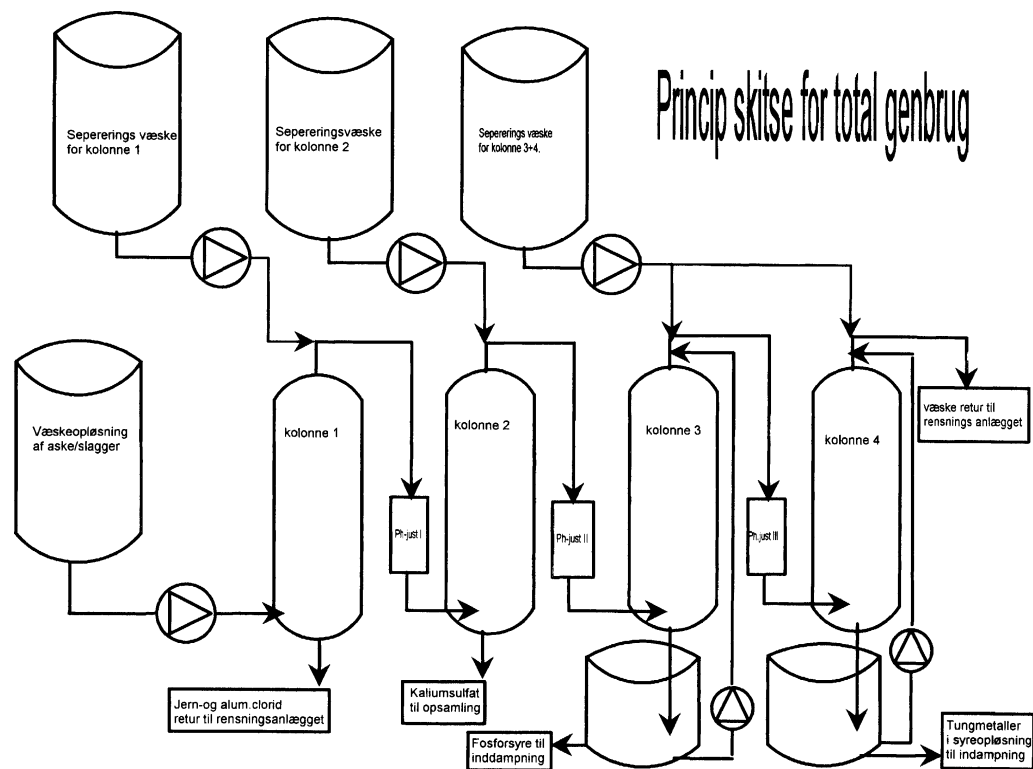 Princip skitse for total genbrug
Sepererings væske
for kolonne 1
Sepereringsvæske
for kolonne 2
Sepererings væske
for kolonne 3+4.
Væskeopløsning
af aske/slagger
kolonne 1
kolonne 2
kolonne 3
kolonne 4
væske retur til
rensnings anlægget
Ph-just I
Ph-just II
Ph.just III
Jern-og alum.clorid
retur til rensningsanlægget
Kaliumsulfat
til opsamling
Fosforsyre til
inddampning
Tungmetaller
i syreopløsning
til indampning